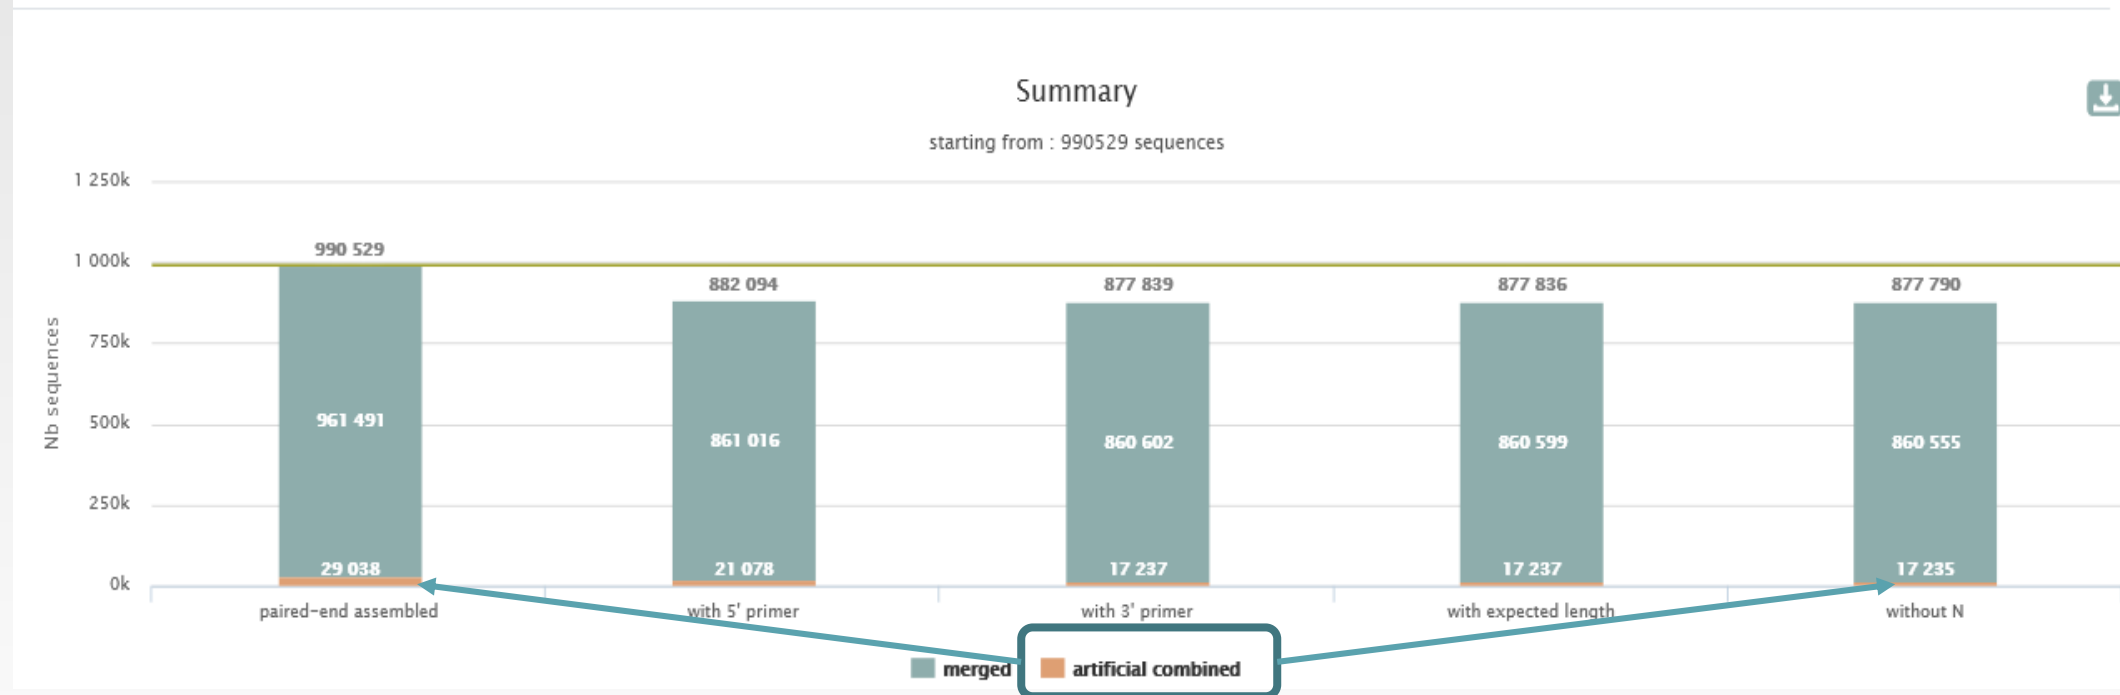 Summary
starting from : 990529 sequences
1 250k
1 000k
750k
500k
250k
0k
Nb sequences
990 529
882 094
877 839
877 836
877 790
961 491
861 016
860 602
860 599
860 555
29 038
21 078
17 237
17 237
17 235
paired-end assembled
with 5' primer
with 3' primer
with expected length
without N
merged
artificial combined